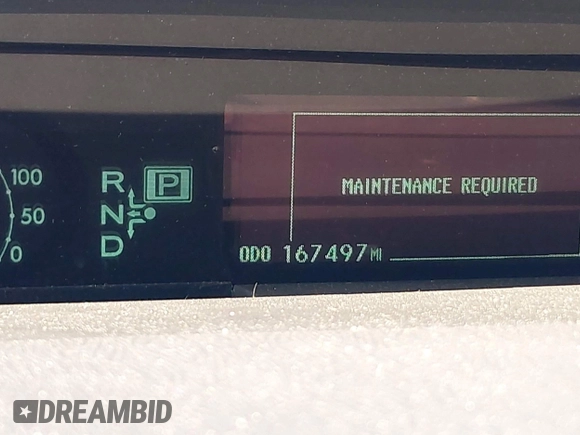 100
50
0
R
P
N
D
MAINTENANCE REQUIRED
ODO 167497 MI
DREAMBID